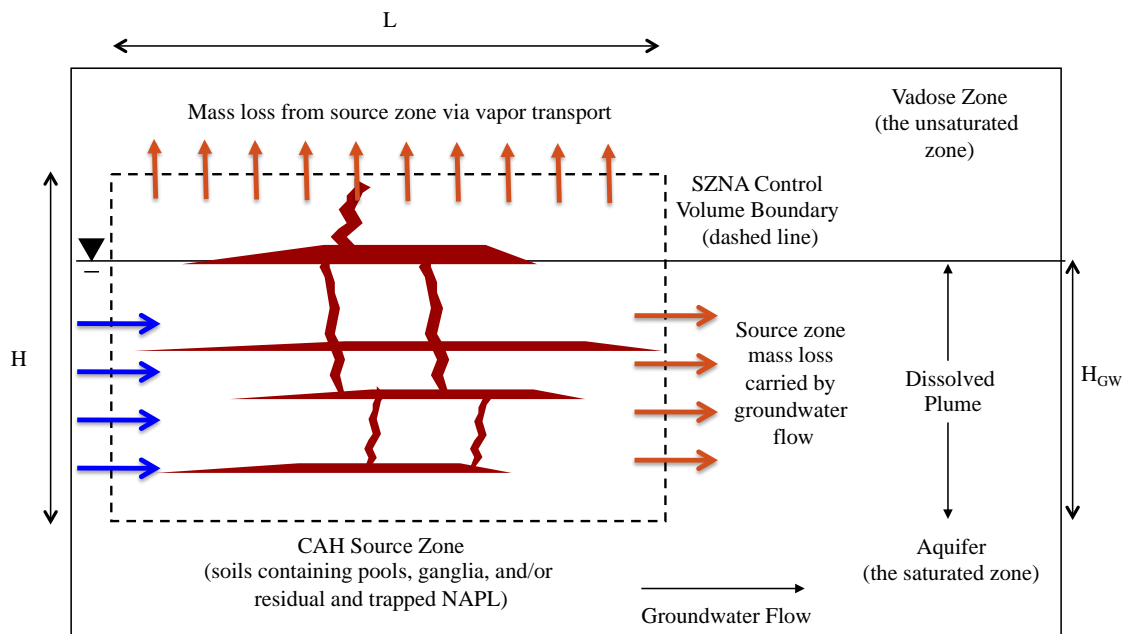 L
Mass loss from source zone via vapor transport
Vadose Zone
(the unsaturated
zone)
SZNA Control
Volume Boundary
(dashed line)
H
Source zone
mass loss
carried by
groundwater
flow
Dissolved
Plume
H_GW
CAH Source Zone
(soils containing pools, ganglia, and/or
residual and trapped NAPL)
Aquifer
(the saturated zone)
Groundwater Flow